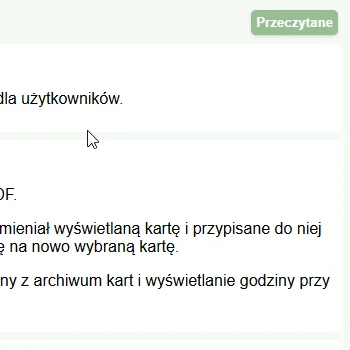 Przeczytane
dla użytkowników.
DF.
mieniał wyświetlaną kartę i przypisane do niej
ę na nowo wybraną kartę.
ny z archiwum kart i wyświetlanie godziny przy